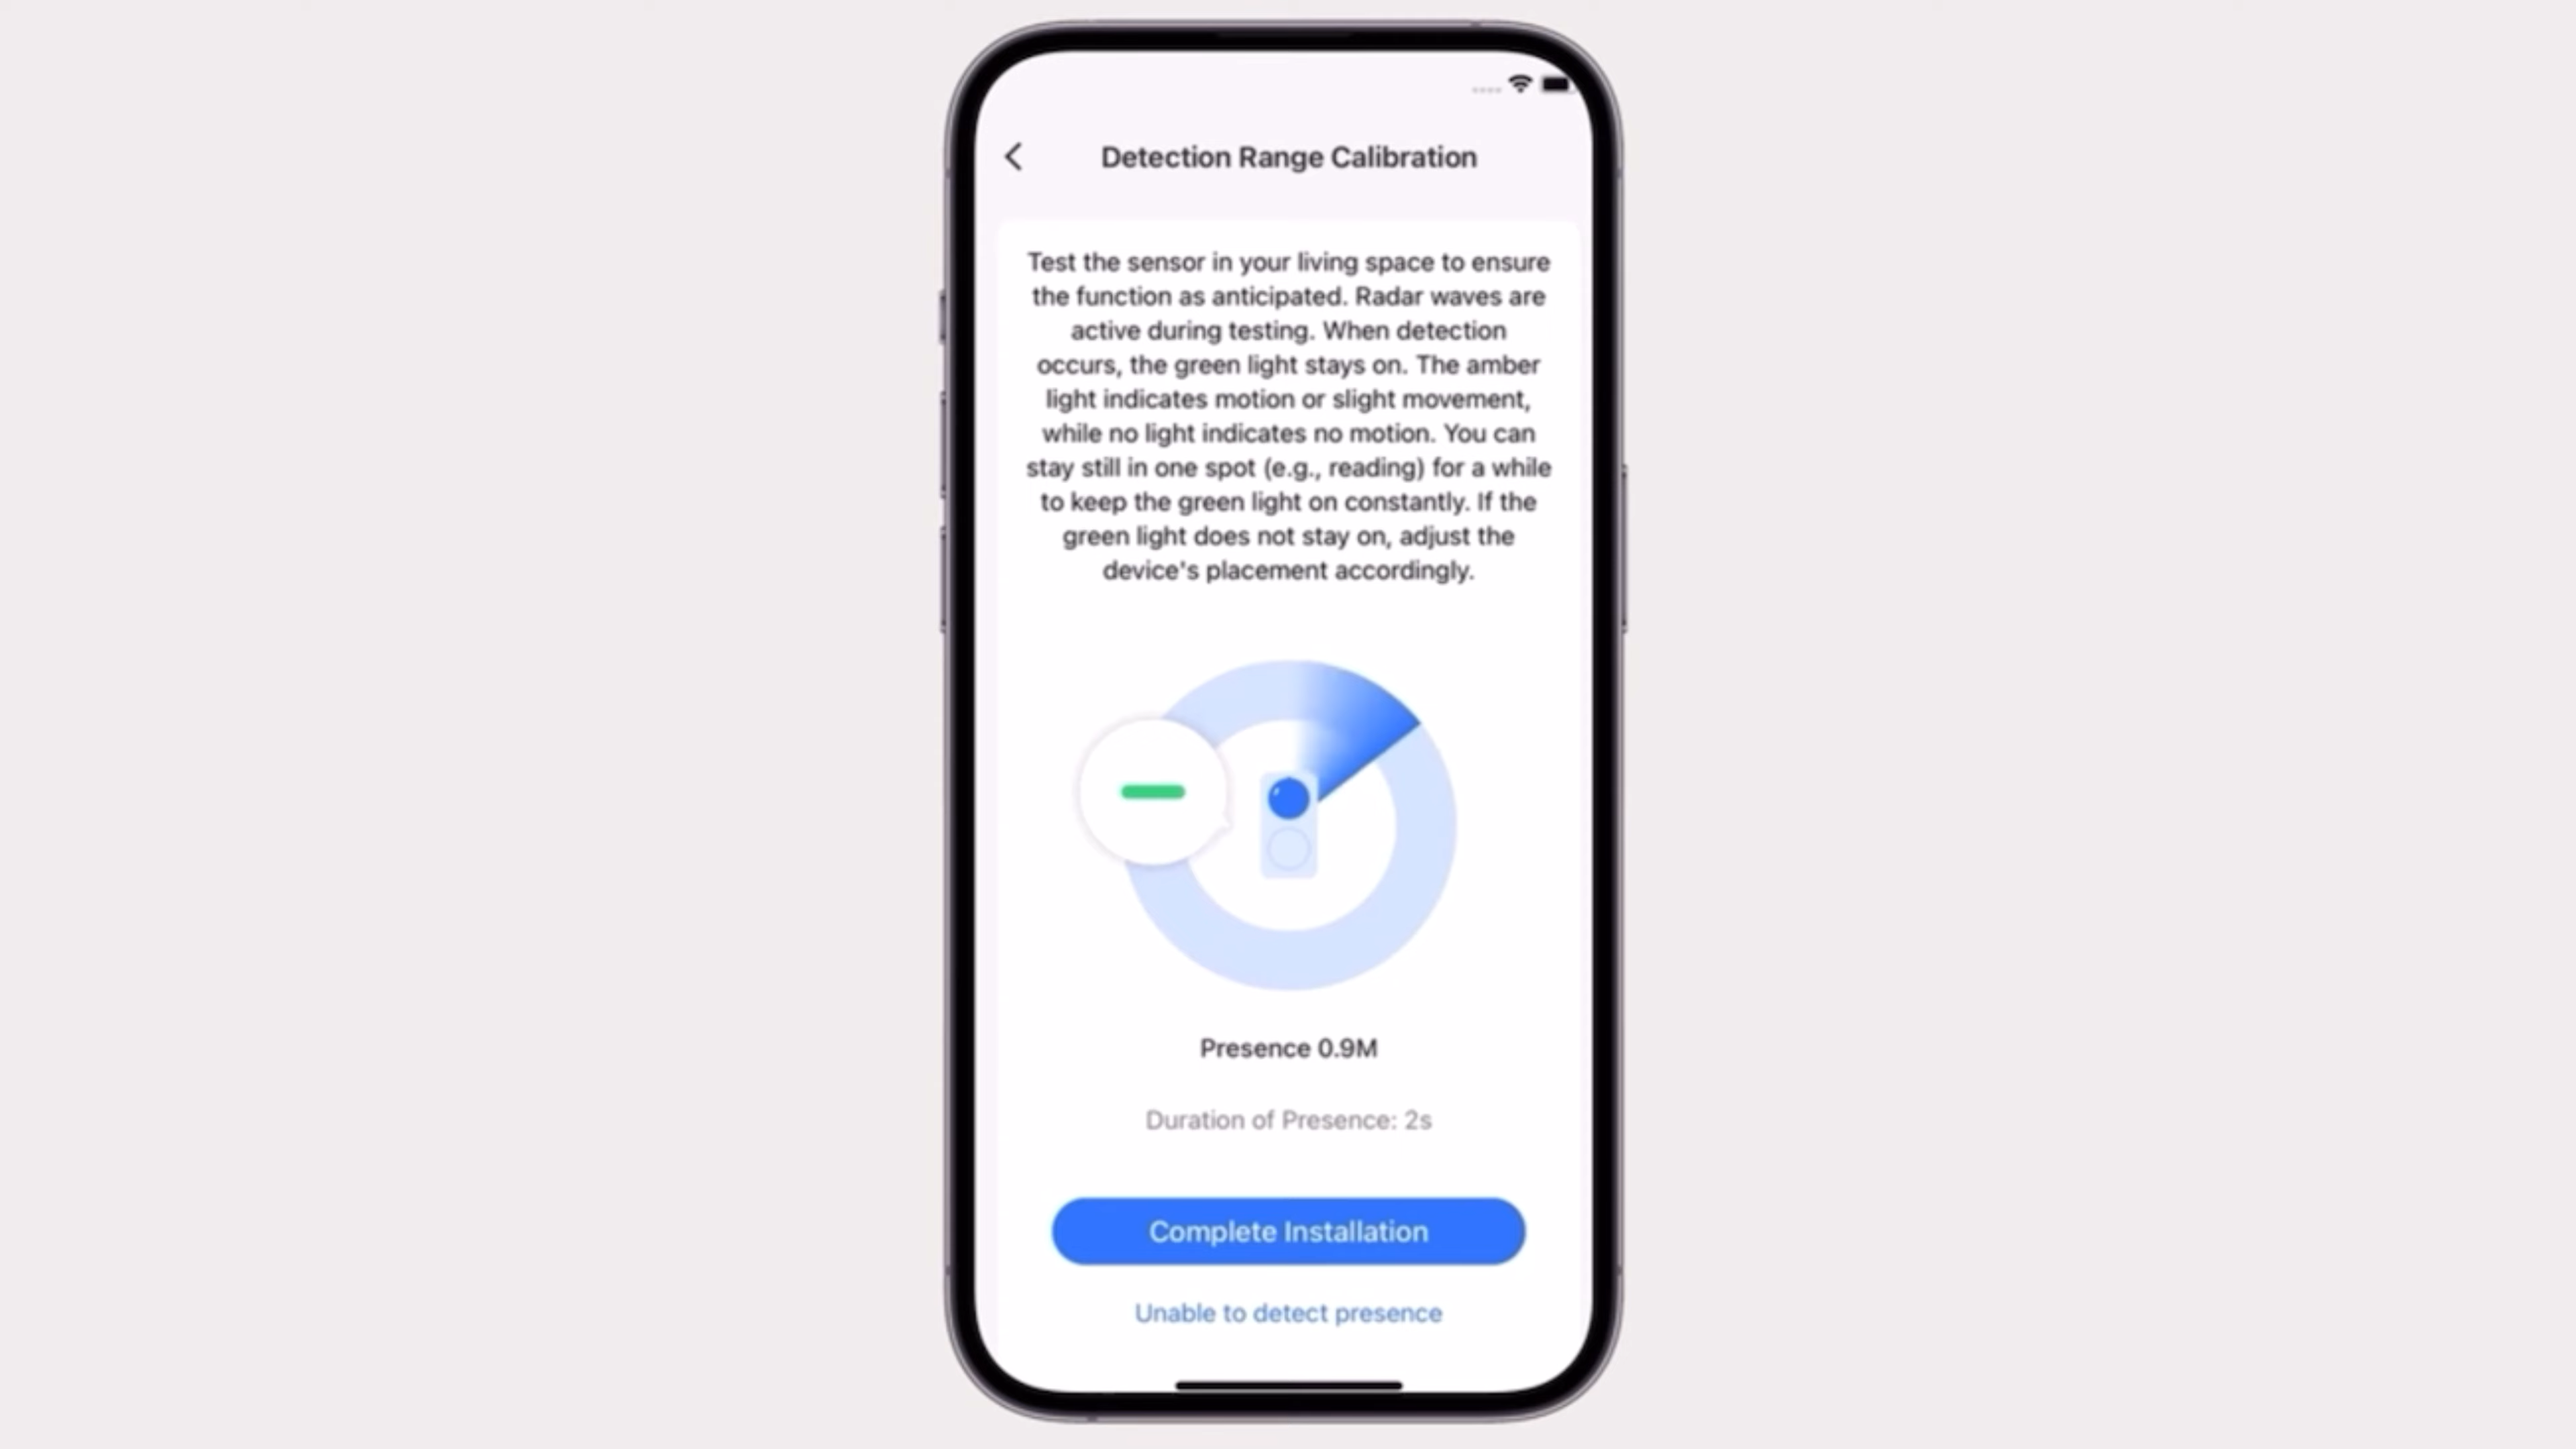 Detection Range Calibration
Test the sensor in your living space to ensure
the function as anticipated. Radar waves are
active during testing. When detection
occurs, the green light stays on. The amber
light indicates motion or slight movement,
while no light indicates no motion. You can
stay still in one spot (e.g., reading) for a while
to keep the green light on constantly. If the
green light does not stay on, adjust the
device's placement accordingly.
Presence 0.9M
Duration of Presence: 2s
Complete Installation
Unable to detect presence